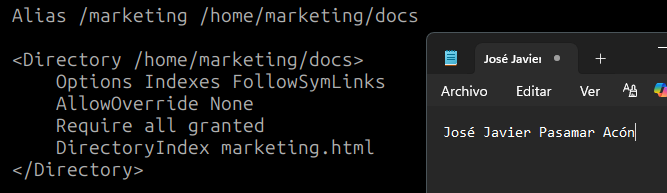 Alias /marketing /home/marketing/docs
<Directory /home/marketing/docs>
    Options Indexes FollowSymLinks
    AllowOverride None
    Require all granted
    DirectoryIndex marketing.html
</Directory>
José Javier
Archivo Editar Ver
José Javier Pasamar Acón